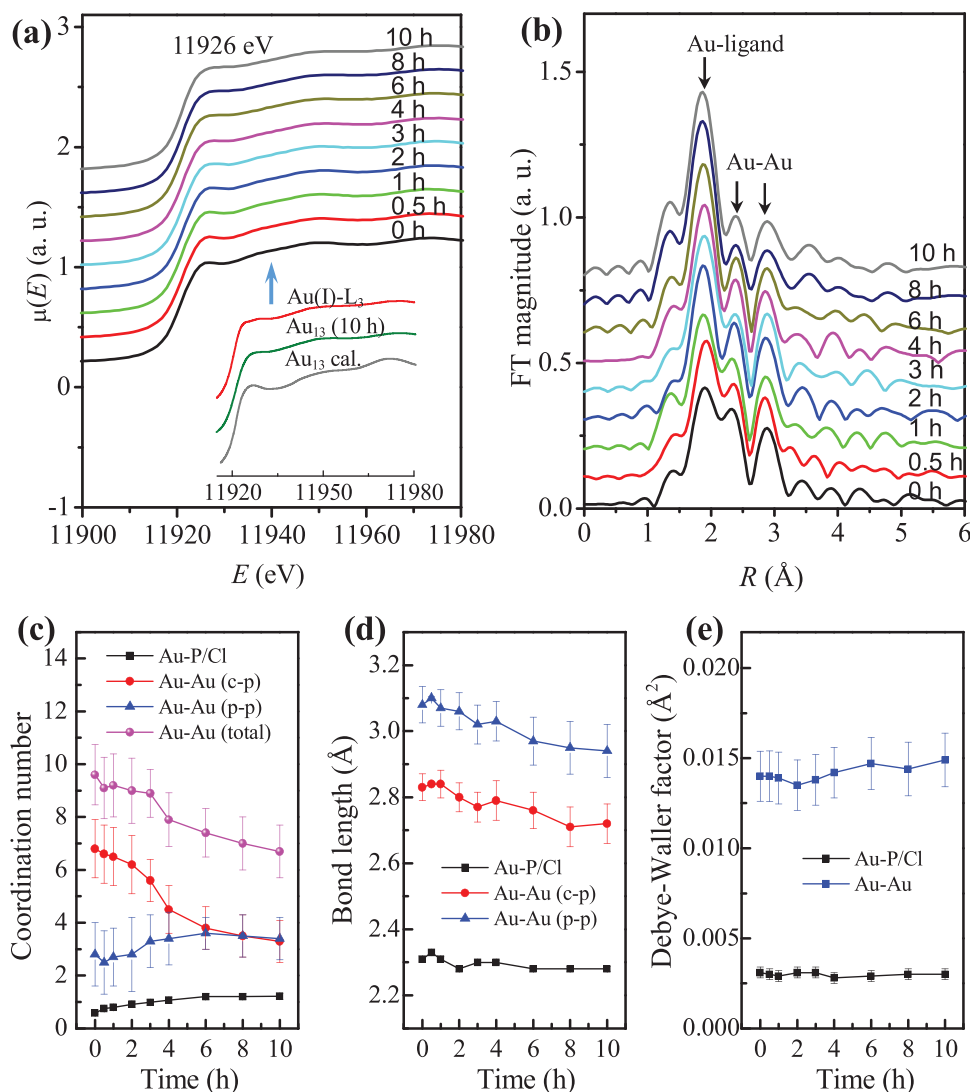 (a)
11926 eV
10 h
8 h
6 h
4 h
3 h
2 h
1 h
0.5 h
0 h
Au(I)-L3
Au13 (10 h)
Au13 cal.
11920 11950 11980
3
2
1
0
-1
μ(E) (a. u.)
11900 11920 11940 11960 11980
E (eV)
(b)
Au-ligand
Au-Au
10 h
8 h
6 h
4 h
3 h
2 h
1 h
0.5 h
0 h
1.5
1.0
0.5
0.0
FT magnitude (a. u.)
0 1 2 3 4 5 6
R (Å)
(c)
Au-P/Cl
Au-Au (c-p)
Au-Au (p-p)
Au-Au (total)
14
12
10
8
6
4
2
0
Coordination number
0 2 4 6 8 10
Time (h)
(d)
3.2
3.1
3.0
2.9
2.8
2.7
2.6
2.3
2.2
Bond length (Å)
Au-P/Cl
Au-Au (c-p)
Au-Au (p-p)
0 2 4 6 8 10
Time (h)
(e)
0.020
0.015
0.010
0.005
0.000
Debye-Waller factor (Å²)
Au-P/Cl
Au-Au
0 2 4 6 8 10
Time (h)